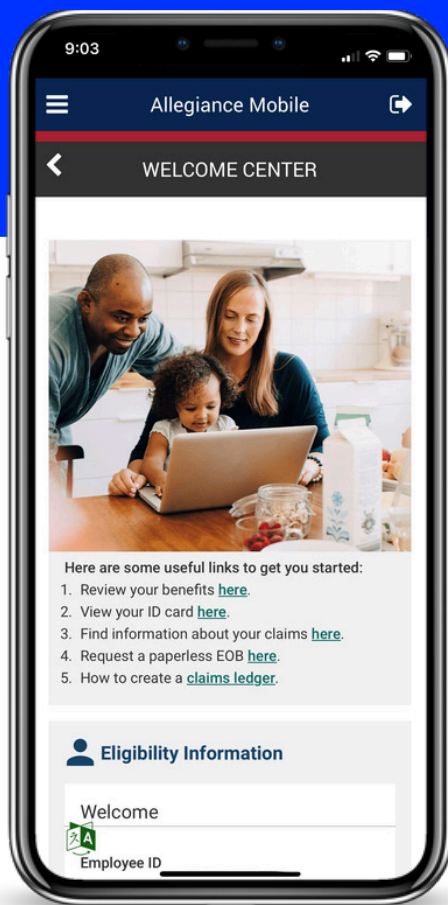 9:03
Allegiance Mobile
WELCOME CENTER
Here are some useful links to get you started:
1. Review your benefits here.
2. View your ID card here.
3. Find information about your claims here.
4. Request a paperless EOB here.
5. How to create a claims ledger.
Eligibility Information
Welcome
A
Employee ID